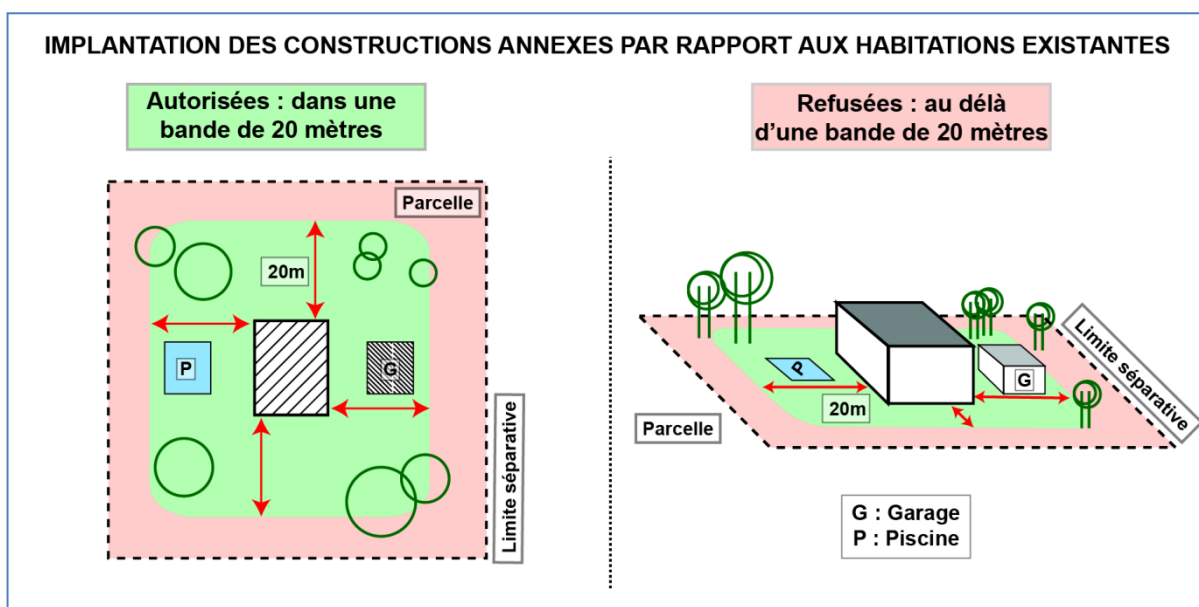 IMPLANTATION DES CONSTRUCTIONS ANNEXES PAR RAPPORT AUX HABITATIONS EXISTANTES
Autorisées : dans une
bande de 20 mètres
Refusées : au délà
d'une bande de 20 mètres
Parcelle
20m
P
G
Limite séparative
Limite séparative
P
G
20m
Parcelle
G : Garage
P : Piscine